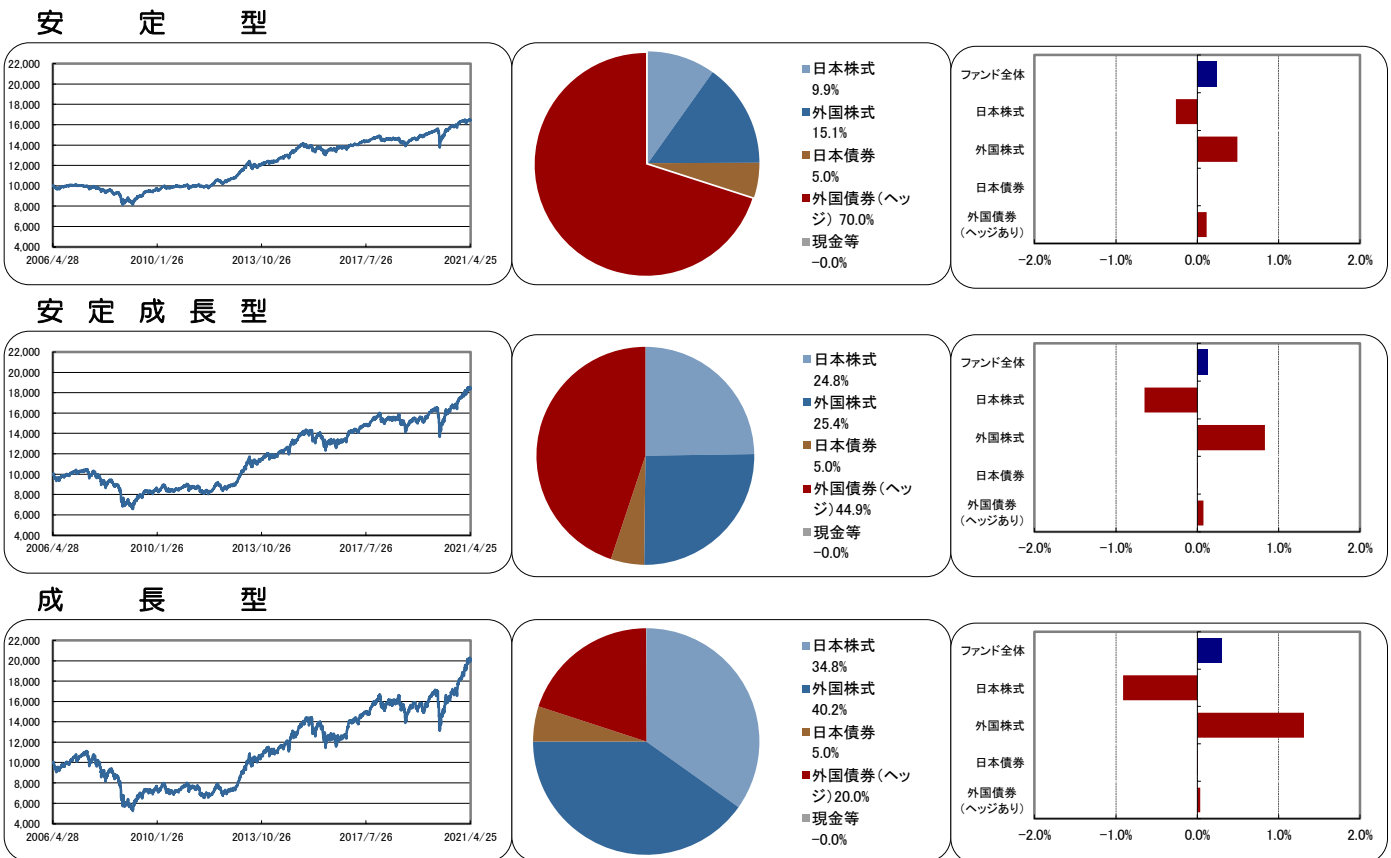 安定型
22,000
20,000
18,000
16,000
14,000
12,000
10,000
8,000
6,000
4,000
2006/4/28 2010/1/26 2013/10/26 2017/7/26 2021/4/25
日本株式
9.9%
外国株式
15.1%
日本債券
5.0%
外国債券(ヘッ
ジ) 70.0%
現金等
-0.0%
ファンド全体
日本株式
外国株式
日本債券
外国債券
(ヘッジあり)
-2.0% -1.0% 0.0% 1.0% 2.0%
安定成長型
22,000
20,000
18,000
16,000
14,000
12,000
10,000
8,000
6,000
4,000
2006/4/28 2010/1/26 2013/10/26 2017/7/26 2021/4/25
日本株式
24.8%
外国株式
25.4%
日本債券
5.0%
外国債券(ヘッ
ジ)44.9%
現金等
-0.0%
ファンド全体
日本株式
外国株式
日本債券
外国債券
(ヘッジあり)
-2.0% -1.0% 0.0% 1.0% 2.0%
成長型
22,000
20,000
18,000
16,000
14,000
12,000
10,000
8,000
6,000
4,000
2006/4/28 2010/1/26 2013/10/26 2017/7/26 2021/4/25
日本株式
34.8%
外国株式
40.2%
日本債券
5.0%
外国債券(ヘッ
ジ)20.0%
現金等
-0.0%
ファンド全体
日本株式
外国株式
日本債券
外国債券
(ヘッジあり)
-2.0% -1.0% 0.0% 1.0% 2.0%